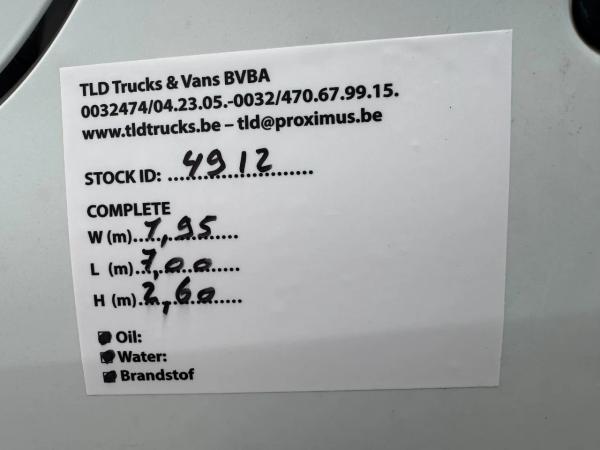 TLD Trucks & Vans BVBA
0032474/04.23.05.-0032/470.67.99.15.
www.tldtrucks.be – tld@proximus.be
STOCK ID: 4912
COMPLETE
W (m) 1,95
L (m) 7,00
H (m) 2,60
Oil:
Water:
Brandstof